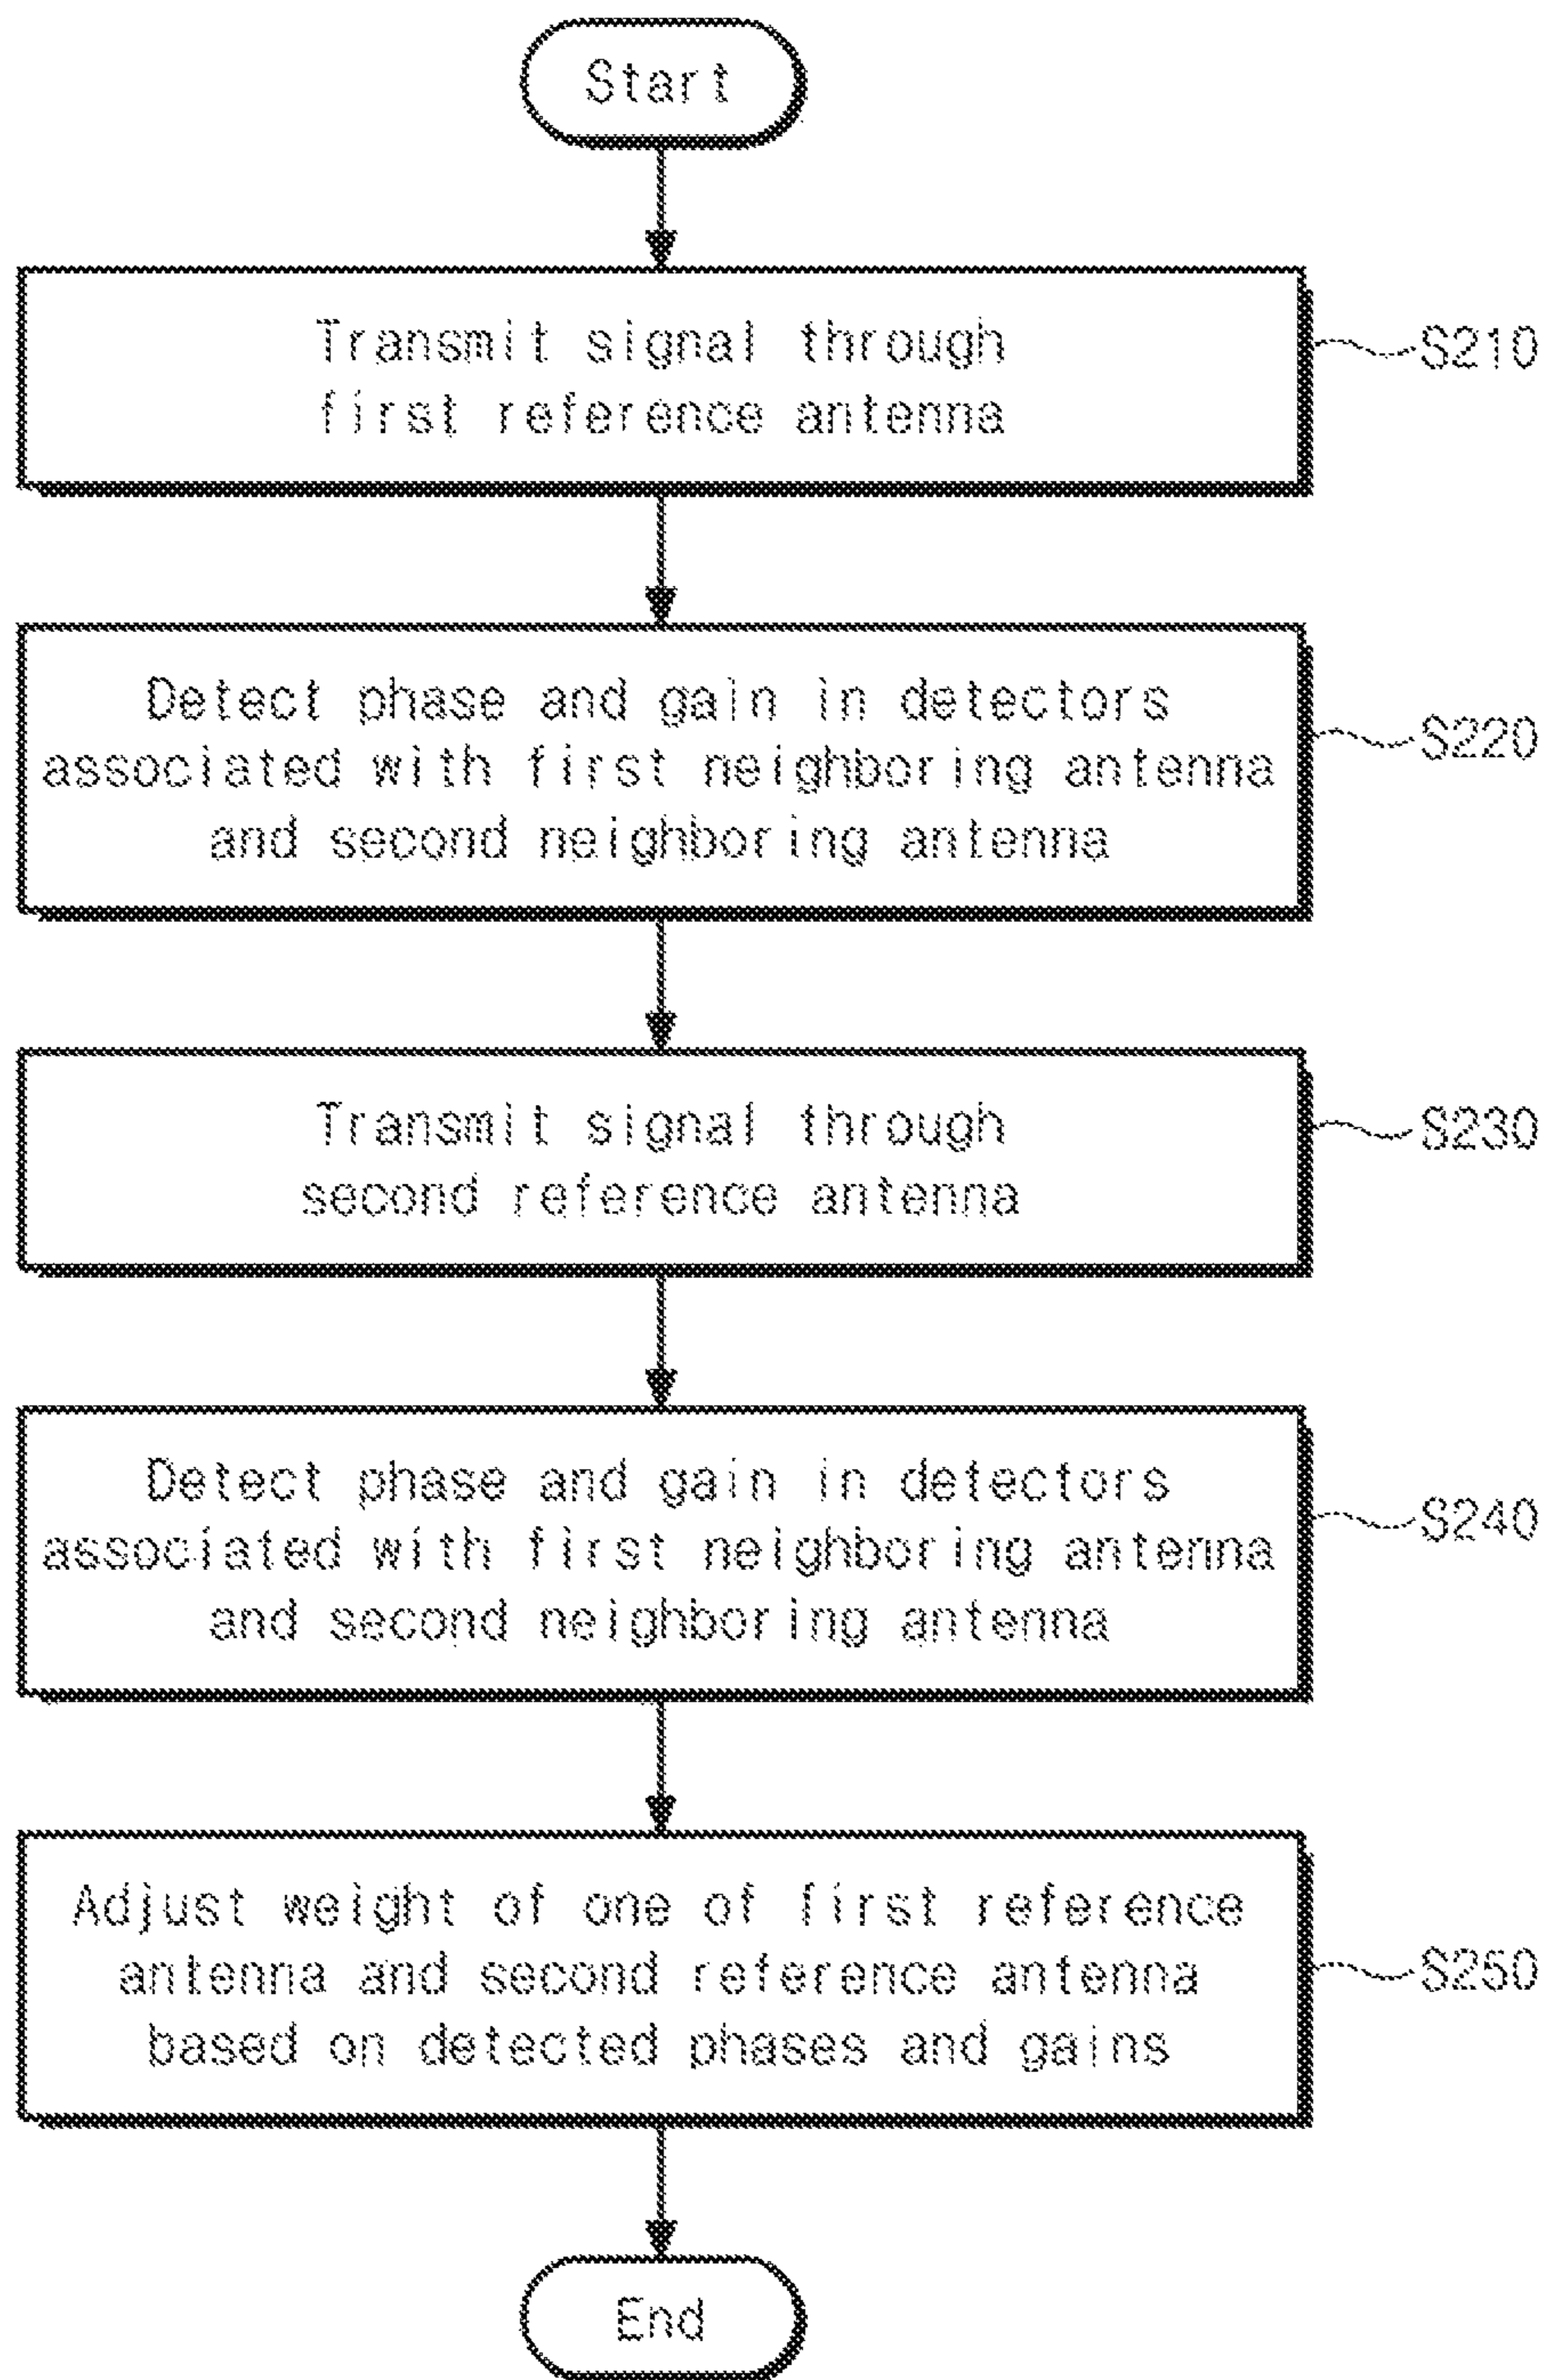 Start
Transmit signal through
first reference antenna
S210
Detect phase and gain in detectors
associated with first neighboring antenna
and second neighboring antenna
S220
Transmit signal through
second reference antenna
S230
Detect phase and gain in detectors
associated with first neighboring antenna
and second neighboring antenna
S240
Adjust weight of one of first reference
antenna and second reference antenna
based on detected phases and gains
S250
End